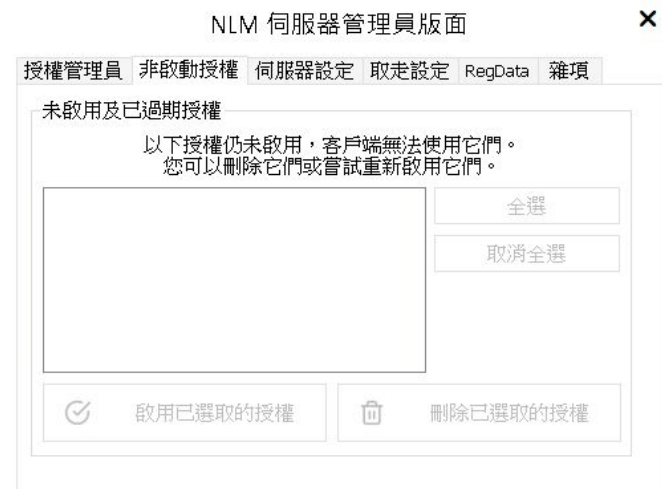 NLM 伺服器管理員版面
授權管理員 非啟動授權 伺服器設定 取走設定 RegData 雜項
未啟用及已過期授權
以下授權仍未啟用，客戶端無法使用它們。
您可以刪除它們或嘗試重新啟用它們。
全選
取消全選
啟用已選取的授權 刪除已選取的授權